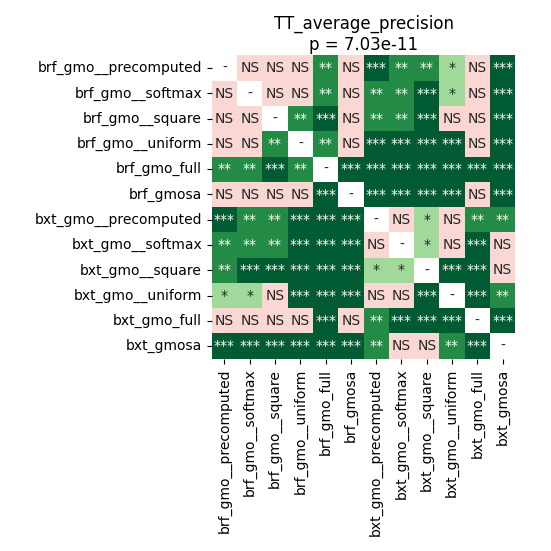 TT_average_precision
p = 7.03e-11
brf_gmo__precomputed - NS NS NS ** NS *** ** ** * NS ***
brf_gmo__softmax NS - NS NS ** NS ** ** *** * NS ***
brf_gmo__square NS NS - ** *** NS ** ** *** NS NS ***
brf_gmo__uniform NS NS ** - ** NS *** *** *** *** NS ***
brf_gmo_full ** ** *** ** - *** *** *** *** *** *** ***
brf_gmosa NS NS NS NS *** - *** *** *** *** NS ***
bxt_gmo__precomputed *** ** ** *** *** *** - NS * NS ** **
bxt_gmo__softmax ** ** ** *** *** *** NS - * NS *** NS
bxt_gmo__square ** *** *** *** *** *** * * - *** *** NS
bxt_gmo__uniform * * NS *** *** *** NS NS *** - *** **
bxt_gmo_full NS NS NS NS *** NS ** *** *** *** - ***
bxt_gmosa *** *** *** *** *** *** ** NS NS ** *** -
brf_gmo__precomputed
brf_gmo__softmax
brf_gmo__square
brf_gmo__uniform
brf_gmo_full
brf_gmosa
bxt_gmo__precomputed
bxt_gmo__softmax
bxt_gmo__square
bxt_gmo__uniform
bxt_gmo_full
bxt_gmosa